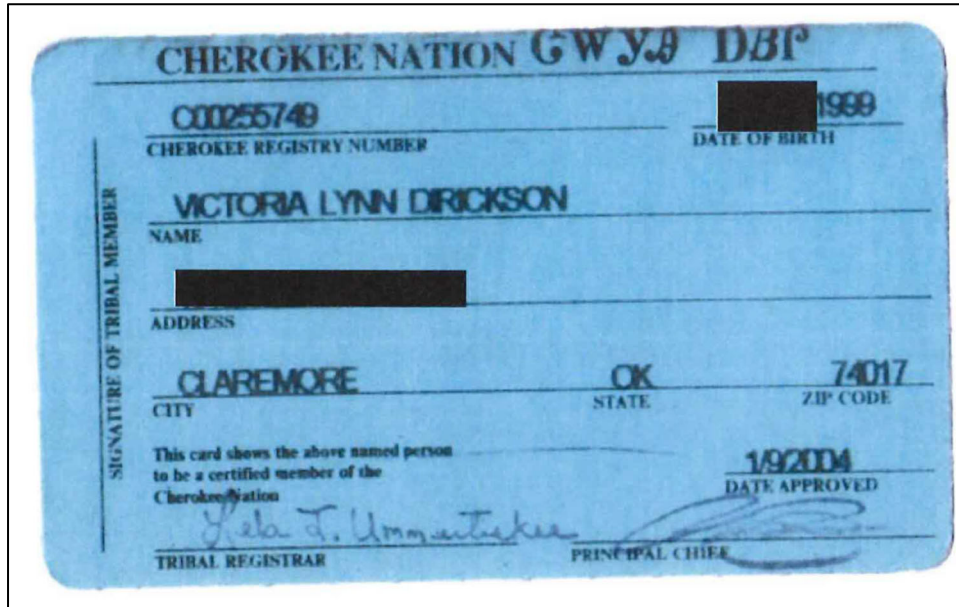 CHEROKEE NATION ᏣᎳᎩᎯ ᎠᏰᎵ
C00255749 1999
CHEROKEE REGISTRY NUMBER DATE OF BIRTH
VICTORIA LYNN DIRICKSON
NAME
ADDRESS
CLAREMORE OK 74017
CITY STATE ZIP CODE
This card shows the above named person
to be a certified member of the
Cherokee Nation
1/9/2004
DATE APPROVED
TRIBAL REGISTRAR PRINCIPAL CHIEF
SIGNATURE OF TRIBAL MEMBER